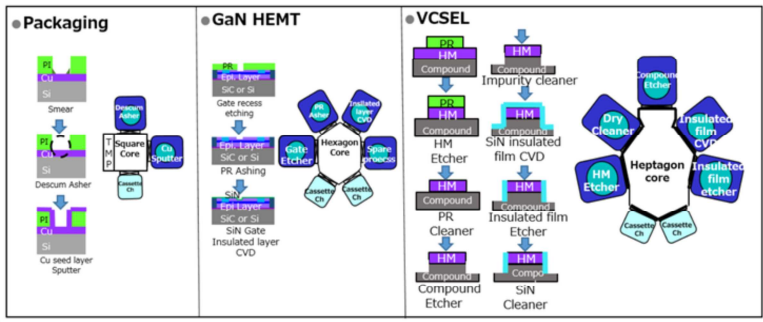 Packaging
PI
Cu
Si
Smear
PI
Cu
Si
Descum Asher
PI
Cu
Si
Cu seed layer
Sputter
Descum
Asher
TMP
Square
Core
Cu
Sputter
Cassette
Ch
GaN HEMT
PR
Epi. Layer
SiC or Si
Gate recess
etching
Epi. Layer
SiC or Si
PR Ashing
SiN
Epi Layer
SiC or Si
SiN Gate
Insulated layer
CVD
PR
Asher
Insilated
layer CVD
Gate
Etcher
Hexagon
Core
Spare
proecss
Cassette
Ch
Cassette
Ch
VCSEL
PR
HM
Compound
PR
HM
Compound
HM
Etcher
HM
Compound
PR
Cleaner
HM
Compound
Etcher
HM
Compound
Impurity cleaner
HM
Compound
SiN insulated
film CVD
HM
Compound
Insulated film
Etcher
HM
Compo
SiN
Cleaner
Compound
Etcher
Dry
Cleaner
Insulated
film
CVD
HM
Etcher
Heptagon
core
Insulated
film
etcher
Cassette
Ch
Cassette
Ch